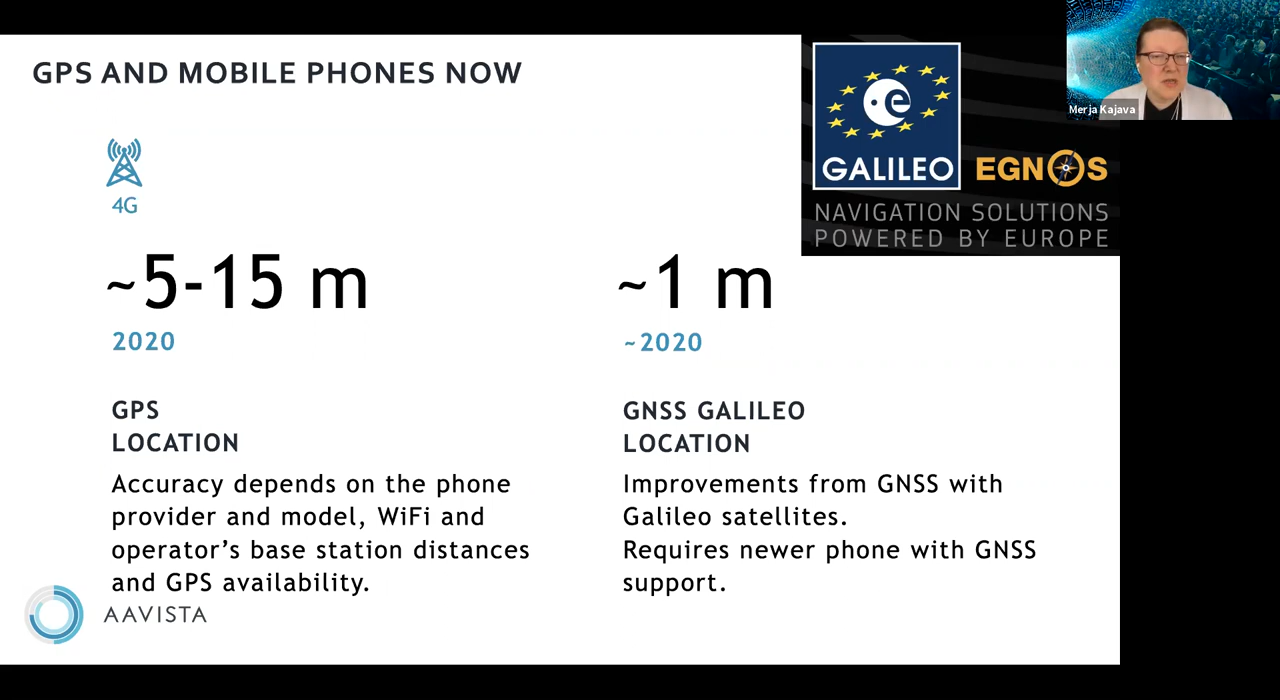 GPS AND MOBILE PHONES NOW
Merja Kajava
GALILEO
EGNOS
NAVIGATION SOLUTIONS
POWERED BY EUROPE
4G
~5-15 m
2020
GPS
LOCATION
Accuracy depends on the phone
provider and model, WiFi and
operator’s base station distances
and GPS availability.
~1 m
~2020
GNSS GALILEO
LOCATION
Improvements from GNSS with
Galileo satellites.
Requires newer phone with GNSS
support.
AAVISTA